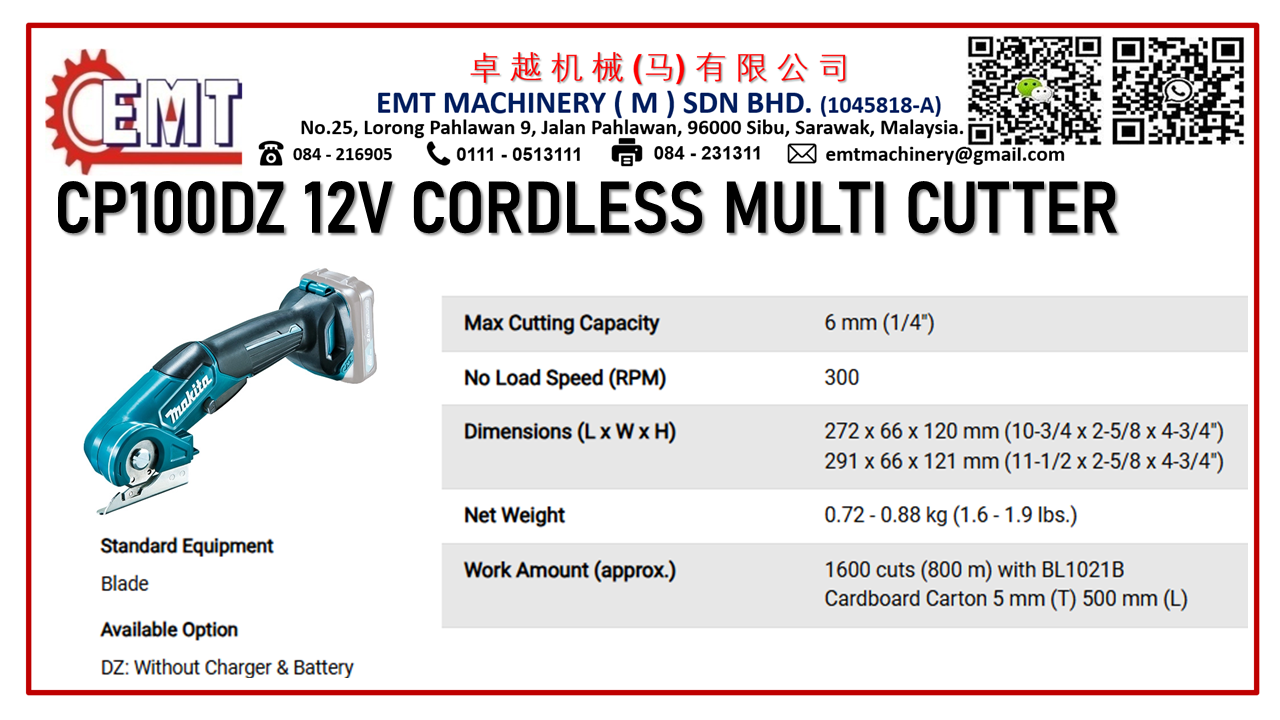 EMT
卓越机械(马)有限公司
EMT MACHINERY ( M ) SDN BHD. (1045818-A)
No.25, Lorong Pahlawan 9, Jalan Pahlawan, 96000 Sibu, Sarawak, Malaysia.
084 - 216905 0111 - 0513111 084 - 231311 emtmachinery@gmail.com
CP100DZ 12V CORDLESS MULTI CUTTER
makita
Standard Equipment
Blade
Available Option
DZ: Without Charger & Battery
Max Cutting Capacity 6 mm (1/4")
No Load Speed (RPM) 300
Dimensions (L x W x H) 272 x 66 x 120 mm (10-3/4 x 2-5/8 x 4-3/4")
291 x 66 x 121 mm (11-1/2 x 2-5/8 x 4-3/4")
Net Weight 0.72 - 0.88 kg (1.6 - 1.9 lbs.)
Work Amount (approx.) 1600 cuts (800 m) with BL1021B
Cardboard Carton 5 mm (T) 500 mm (L)